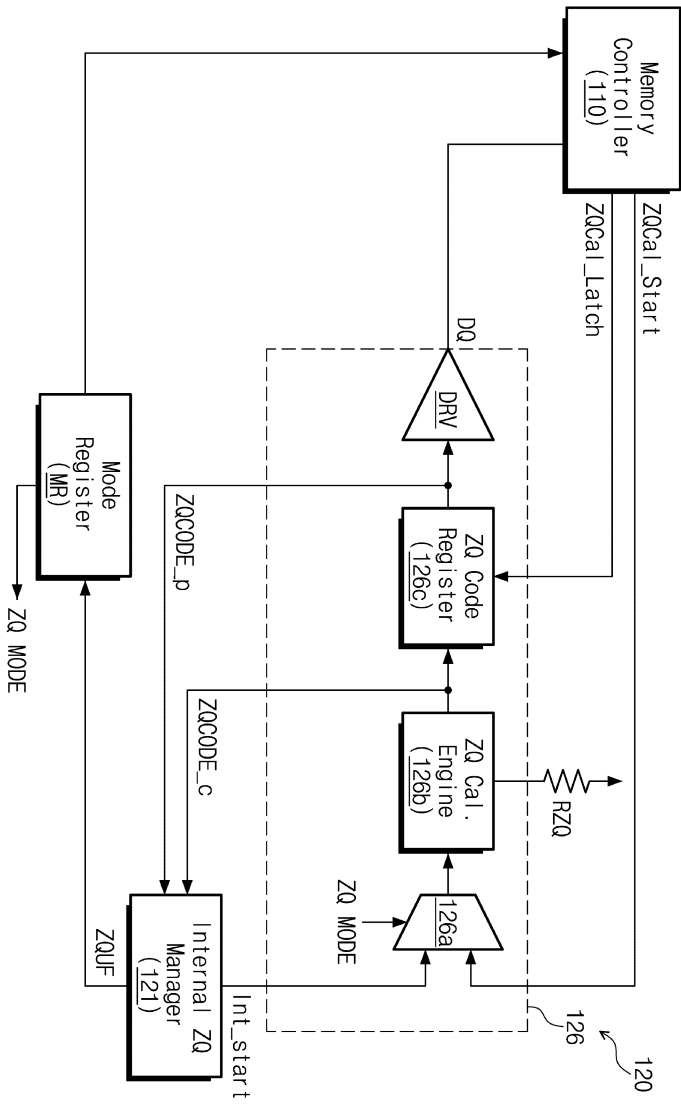 120
126
Memory
Controller
(110)
ZQCal_Start
ZQCal_Latch
RZQ
DQ
DRV
ZQ Code
Register
(126c)
ZQ Cal.
Engine
(126b)
126a
ZQ MODE
ZQCODE_p
ZQCODE_c
Int_start
Mode
Register
(MR)
ZQ MODE
ZQUF
Internal ZQ
Manager
(121)